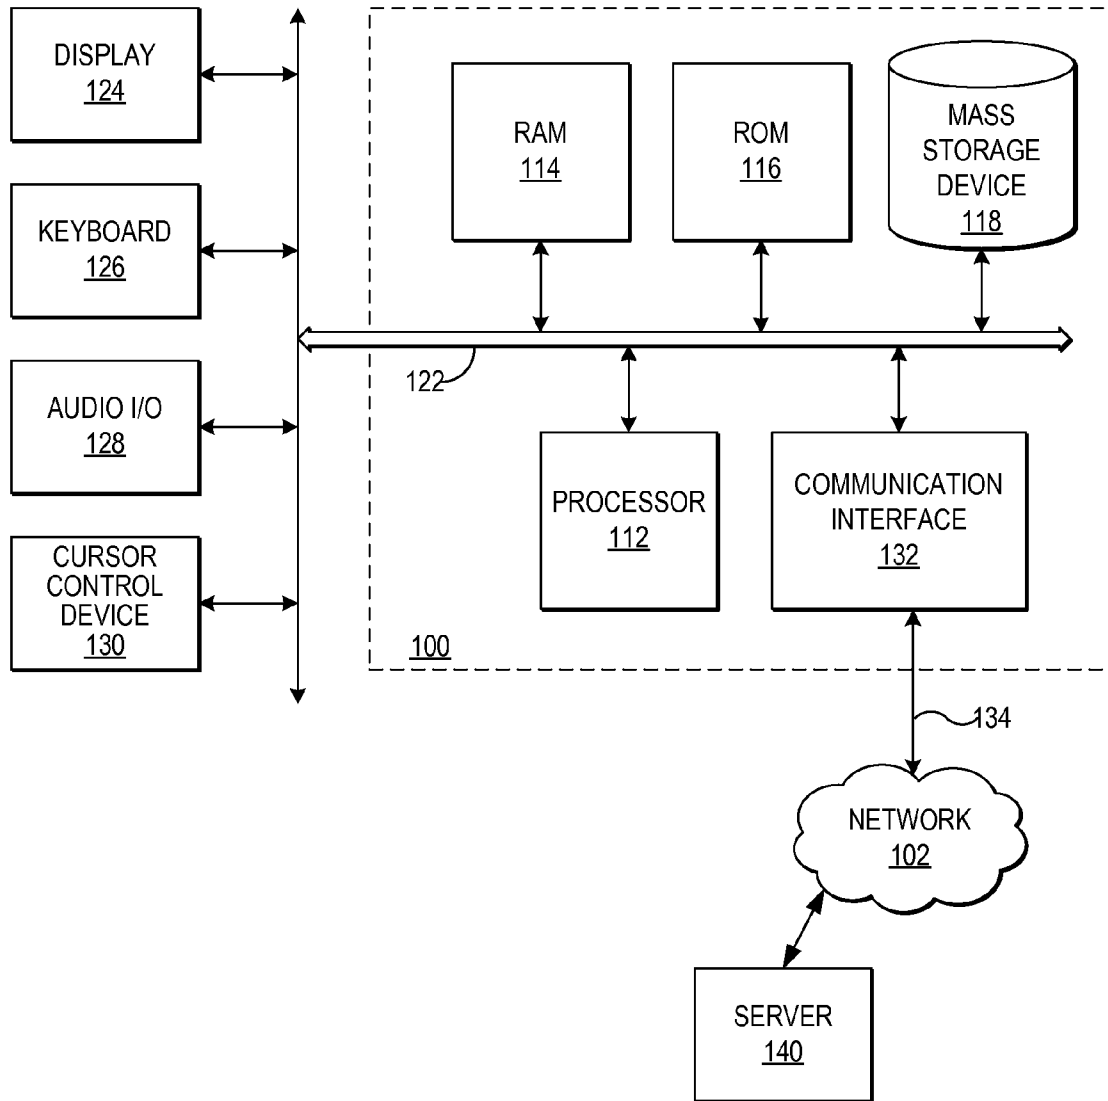 DISPLAY
124
KEYBOARD
126
AUDIO I/O
128
CURSOR
CONTROL
DEVICE
130
RAM
114
ROM
116
MASS
STORAGE
DEVICE
118
122
PROCESSOR
112
COMMUNICATION
INTERFACE
132
100
134
NETWORK
102
SERVER
140